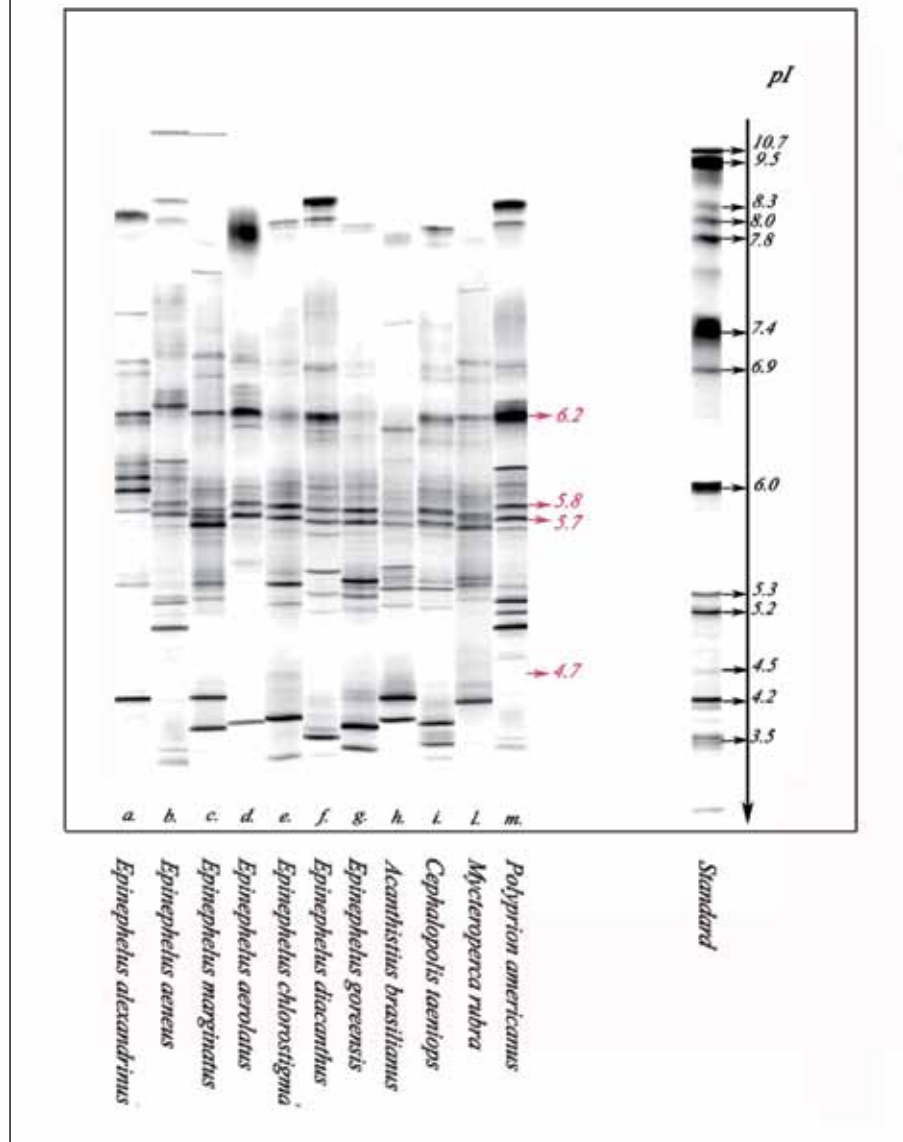 pI
10.7
9.5
8.3
8.0
7.8
7.4
6.9
6.2
6.0
5.8
5.7
5.3
5.2
4.7
4.5
4.2
3.5
a. b. c. d. e. f. g. h. i. l. m.
Epinephelus alexandrinus
Epinephelus aeneus
Epinephelus marginatus
Epinephelus aerolatus
Epinephelus chlorostigma
Epinephelus diacanthus
Epinephelus goreensis
Acanthistius brasilianus
Cephalopolis taeniops
Mycteroperca rubra
Polyprion americanus
Standard